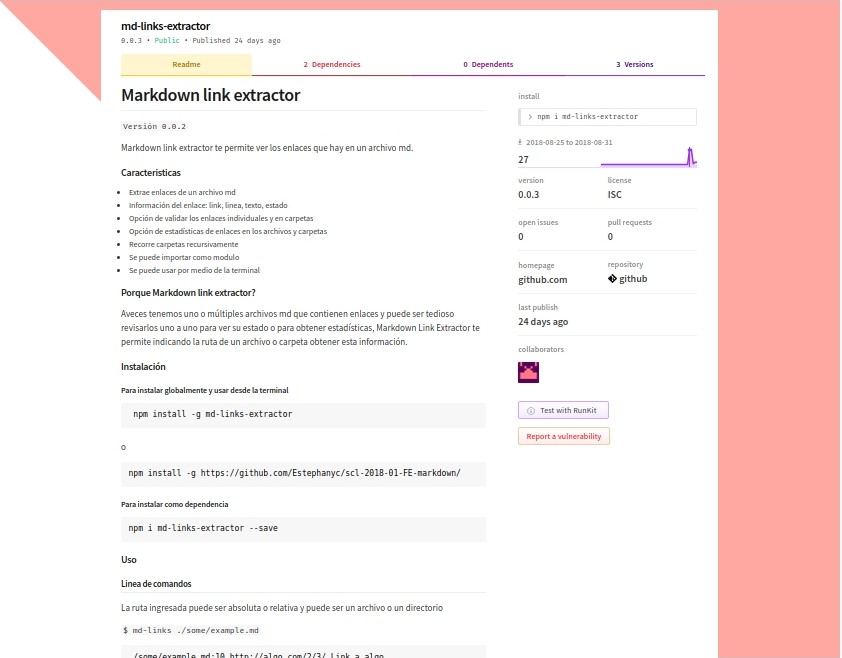 md-links-extractor
0.0.3 • Public • Published 24 days ago
Readme
2 Dependencies
0 Dependents
3 Versions
Markdown link extractor
Versión 0.0.2
Markdown link extractor te permite ver los enlaces que hay en un archivo md.
Caracteristicas
Extrae enlaces de un archivo md
Información del enlace: link, linea, texto, estado
Opción de validar los enlaces individuales y en carpetas
Opción de estadísticas de enlaces en los archivos y carpetas
Recorre carpetas recursivamente
Se puede importar como modulo
Se puede usar por medio de la terminal
Porque Markdown link extractor?
Aveces tenemos uno o múltiples archivos md que contienen enlaces y puede ser tedioso
revisarlos uno a uno para ver su estado o para obtener estadísticas, Markdown Link Extractor te
permite indicando la ruta de un archivo o carpeta obtener esta información.
Instalación
Para instalar globalmente y usar desde la terminal
npm install -g md-links-extractor
o
npm install -g https://github.com/Estephanyc/scl-2018-01-FE-markdown/
Para instalar como dependencia
npm i md-links-extractor --save
Uso
Linea de comandos
La ruta ingresada puede ser absoluta o relativa y puede ser un archivo o un directorio
$ md-links ./some/example.md
./some/example.md:10 http://algo.com/2/3/ Link a algo
install
> npm i md-links-extractor
2018-08-25 to 2018-08-31
27
version
license
0.0.3
ISC
open issues
pull requests
0
0
homepage
repository
github.com
github
last publish
24 days ago
collaborators
Test with RunKit
Report a vulnerability